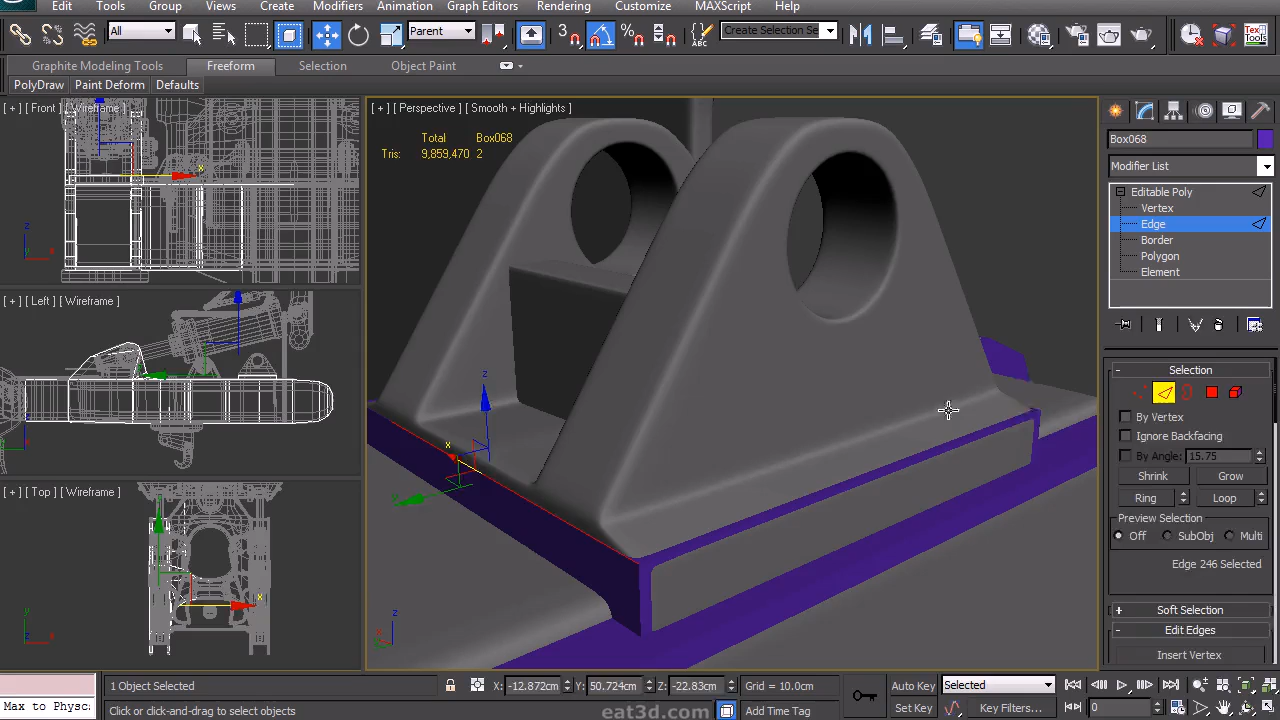 Edit Tools Group Views Create Modifiers Animation Graph Editors Rendering Customize MAXScript Help
All Parent 3 % ABC Create Selection Se Tex Tools
Graphite Modeling Tools Freeform Selection Object Paint
PolyDraw Paint Deform Defaults
[ + ] [ Front ] [ Wireframe ]
x
z
x
[ + ] [ Left ] [ Wireframe ]
z
y
[ + ] [ Top ] [ Wireframe ]
x
y
x
z
[ + ] [ Perspective ] [ Smooth + Highlights ]
Total Box068
Tris: 9,859,470 2
z
x
y
z
x
Box068
Modifier List
Editable Poly
Vertex
Edge
Border
Polygon
Element
- Selection
By Vertex
Ignore Backfacing
By Angle: 15.75
Shrink Grow
Ring Loop
Preview Selection
Off SubObj Multi
Edge 246 Selected
+ Soft Selection
- Edit Edges
Insert Vertex
1 Object Selected X: -12.872cm Y: 50.724cm Z: -22.83cm Grid = 10.0cm Auto Key Selected
Max to Physc Click or click-and-drag to select objects eat3d.com Add Time Tag Set Key Key Filters... 0